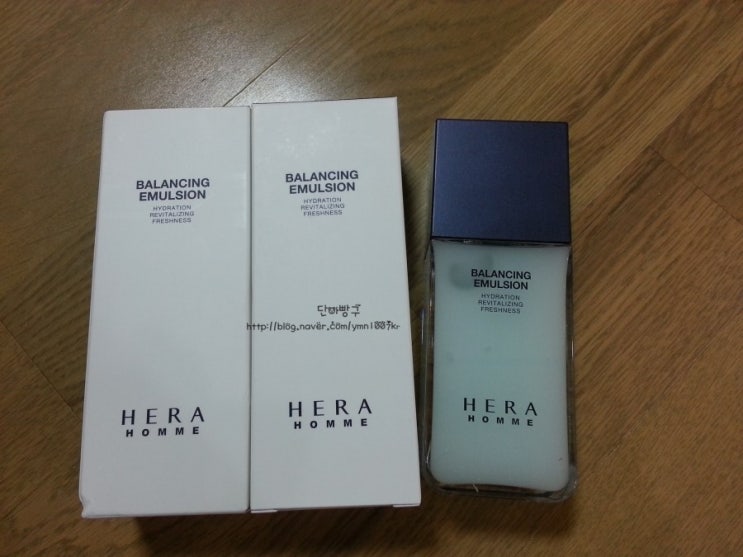 BALANCING
EMULSION
HYDRATION
REVITALIZING
FRESHNESS
HERA
HOMME
BALANCING
EMULSION
HYDRATION
REVITALIZING
FRESHNESS
단빠빵구
http://blog.naver.com/ymn1007kr
HERA
HOMME
BALANCING
EMULSION
HYDRATION
REVITALIZING
FRESHNESS
HERA
HOMME